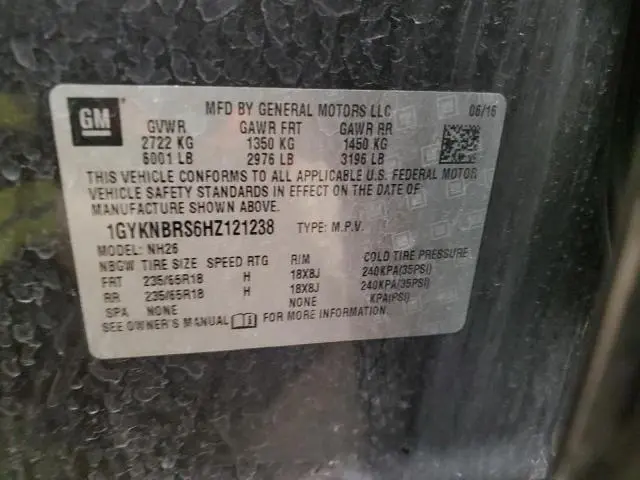 GM
MFD BY GENERAL MOTORS LLC 06/16
GVWR GAWR FRT GAWR RR
2722 KG 1350 KG 1450 KG
6001 LB 2976 LB 3196 LB
THIS VEHICLE CONFORMS TO ALL APPLICABLE U.S. FEDERAL MOTOR
VEHICLE SAFETY STANDARDS IN EFFECT ON THE DATE OF
MANUFACTURE SHOWN ABOVE.
1GYKNBRS6HZ121238 TYPE: M.P.V.
MODEL: NH26
NBGW TIRE SIZE SPEED RTG RIM COLD TIRE PRESSURE
FRT 235/65R18 H 18X8J 240KPA(35PSI)
RR 235/65R18 H 18X8J 240KPA(35PSI)
SPA NONE NONE KPA(PSI)
SEE OWNER'S MANUAL FOR MORE INFORMATION.